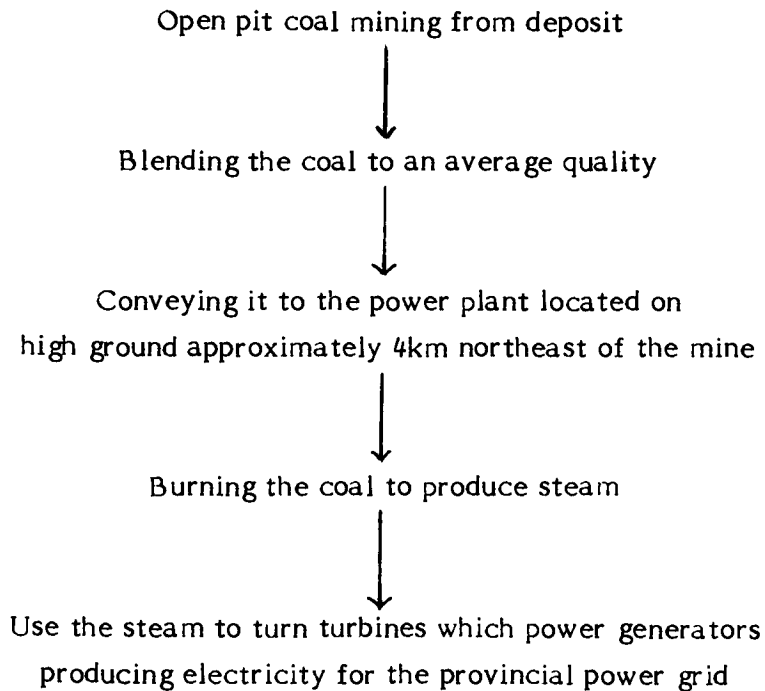 Open pit coal mining from deposit
Blending the coal to an average quality
Conveying it to the power plant located on
high ground approximately 4km northeast of the mine
Burning the coal to produce steam
Use the steam to turn turbines which power generators
producing electricity for the provincial power grid